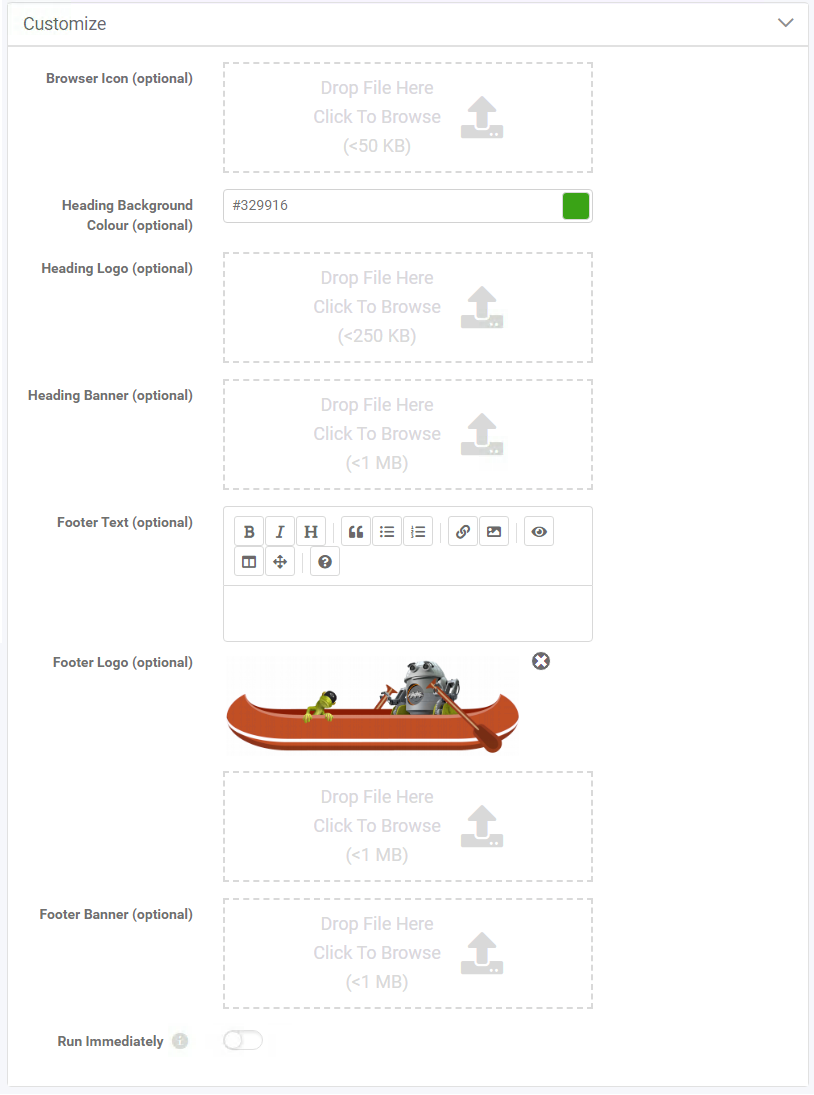 Customize
Browser Icon (optional)
Drop File Here
Click To Browse
(<50 KB)
Heading Background
Colour (optional)
#329916
Heading Logo (optional)
Drop File Here
Click To Browse
(<250 KB)
Heading Banner (optional)
Drop File Here
Click To Browse
(<1 MB)
Footer Text (optional)
B I H
Footer Logo (optional)
Drop File Here
Click To Browse
(<1 MB)
Footer Banner (optional)
Drop File Here
Click To Browse
(<1 MB)
Run Immediately